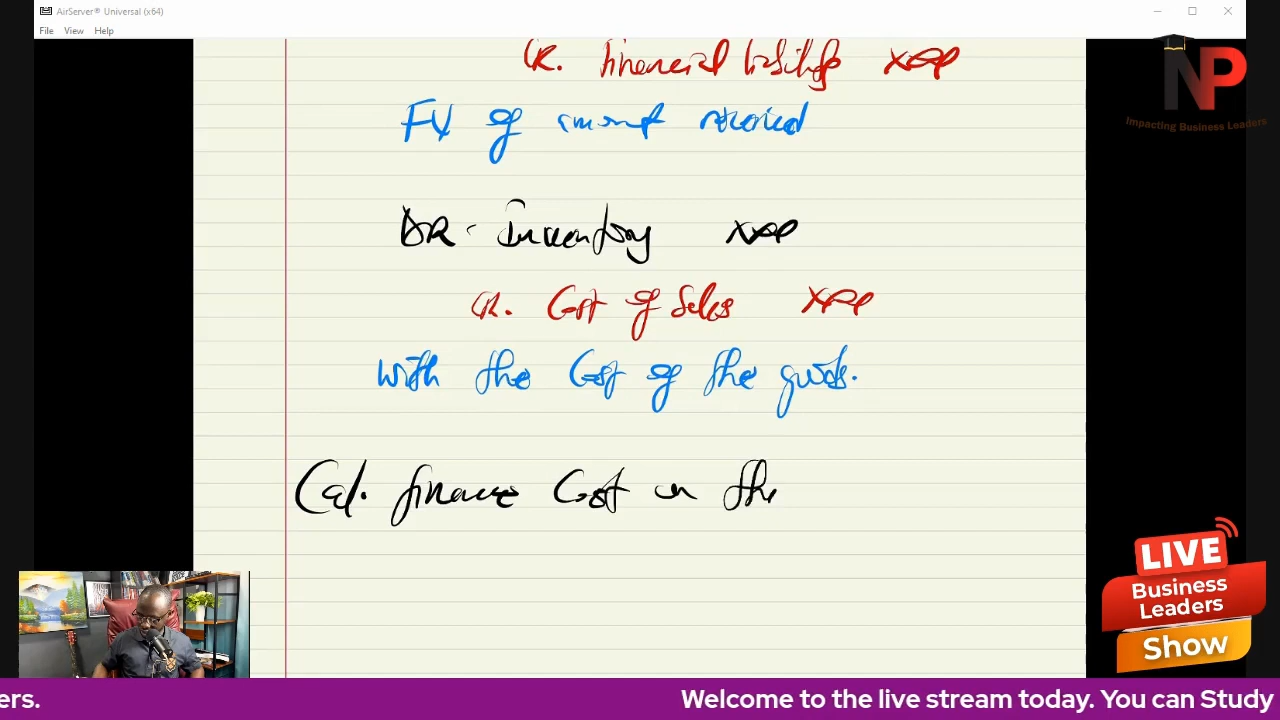 AirServer® Universal (x64)
File View Help
CR. financial liability xxx
NP
Impacting Business Leaders
FV of amount received
DR. Inventory xxx
CR. Cost of Sales xxx
with the Cost of the goods.
Cal. finance Cost on the
LIVE
Business
Leaders
Show
ers. Welcome to the live stream today. You can Study